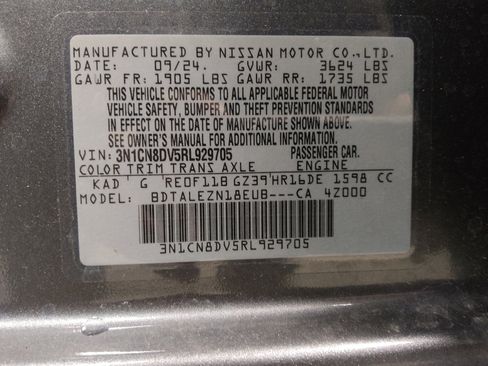 MANUFACTURED BY NISSAN MOTOR CO.,LTD.
DATE: 09/24. GVWR: 3624 LBS
GAWR FR: 1905 LBS GAWR RR: 1735 LBS
THIS VEHICLE CONFORMS TO ALL APPLICABLE FEDERAL MOTOR
VEHICLE SAFETY, BUMPER AND THEFT PREVENTION STANDARDS
IN EFFECT ON THE DATE OF MANUFACTURE SHOWN ABOVE.
SEE OWNER'S MANUAL FOR ADDITIONAL INFORMATION.
VIN: 3N1CN8DV5RL929705 PASSENGER CAR.
COLOR TRIM TRANS AXLE ENGINE
KAD' G 'RE0F11B GZ39'HR16DE 1598 CC
MODEL: BDTALEZN18EUB---CA 4Z000
3N1CN8DV5RL929705